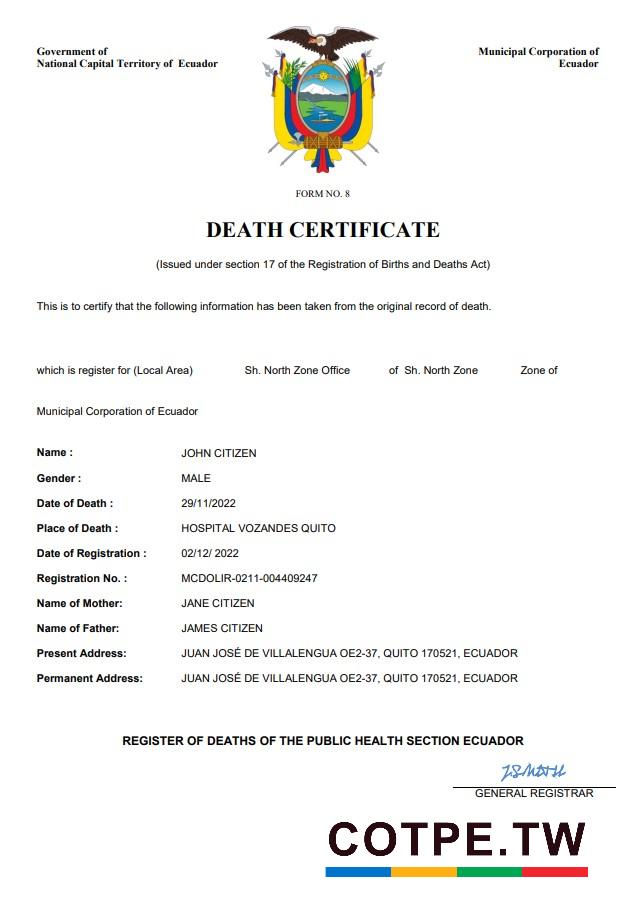 Government of
National Capital Territory of Ecuador
Municipal Corporation of
Ecuador
FORM NO. 8
DEATH CERTIFICATE
(Issued under section 17 of the Registration of Births and Deaths Act)
This is to certify that the following information has been taken from the original record of death.
which is register for (Local Area) Sh. North Zone Office of Sh. North Zone Zone of
Municipal Corporation of Ecuador
Name : JOHN CITIZEN
Gender : MALE
Date of Death : 29/11/2022
Place of Death : HOSPITAL VOZANDES QUITO
Date of Registration : 02/12/ 2022
Registration No. : MCDOLIR-0211-004409247
Name of Mother: JANE CITIZEN
Name of Father: JAMES CITIZEN
Present Address: JUAN JOSÉ DE VILLALENGUA OE2-37, QUITO 170521, ECUADOR
Permanent Address: JUAN JOSÉ DE VILLALENGUA OE2-37, QUITO 170521, ECUADOR
REGISTER OF DEATHS OF THE PUBLIC HEALTH SECTION ECUADOR
GENERAL REGISTRAR
COTPE.TW